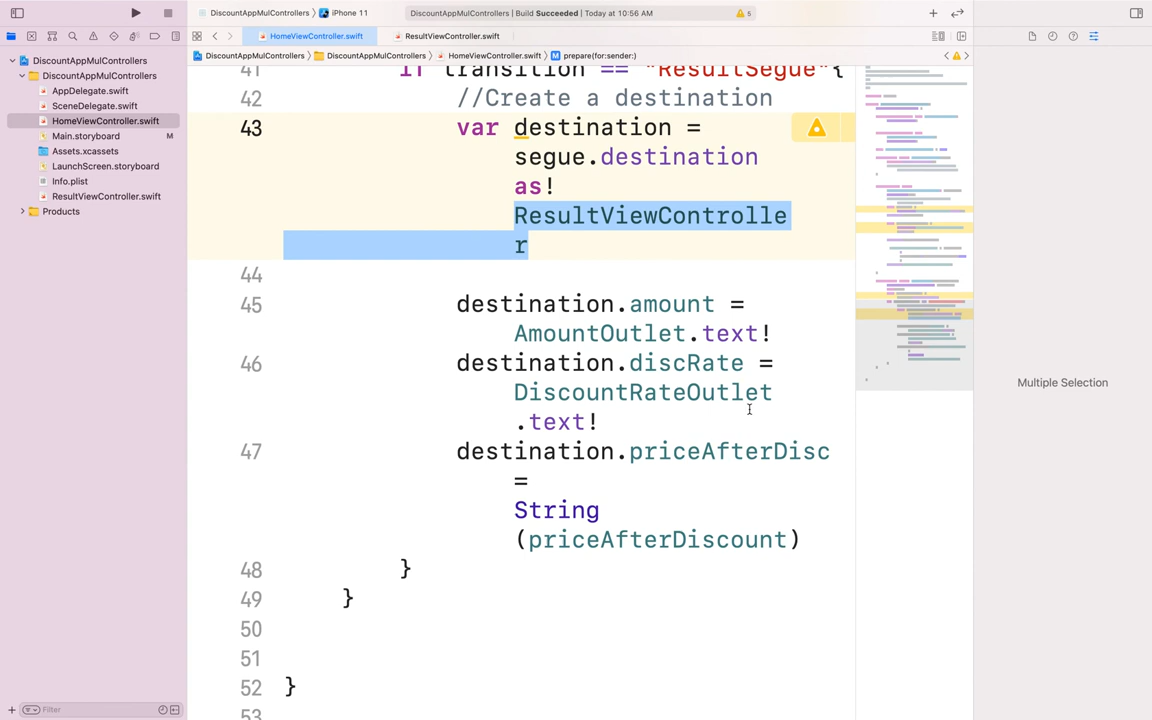 DiscountAppMulControllers
iPhone 11
DiscountAppMulControllers | Build Succeeded | Today at 10:56 AM
5
HomeViewController.swift
ResultViewController.swift
DiscountAppMulControllers
DiscountAppMulControllers
HomeViewController.swift
M prepare(for:sender:)
DiscountAppMulControllers
DiscountAppMulControllers
AppDelegate.swift
SceneDelegate.swift
HomeViewController.swift
Main.storyboard M
Assets.xcassets
LaunchScreen.storyboard
Info.plist
ResultViewController.swift
Products
Filter
41 if transition == "ResultSegue"{
42 //Create a destination
43 var destination =
segue.destination
as!
ResultViewControlle
r
44
45 destination.amount =
AmountOutlet.text!
46 destination.discRate =
DiscountRateOutlet
.text!
47 destination.priceAfterDisc
=
String
(priceAfterDiscount)
48 }
49 }
50
51
52 }
53
Multiple Selection